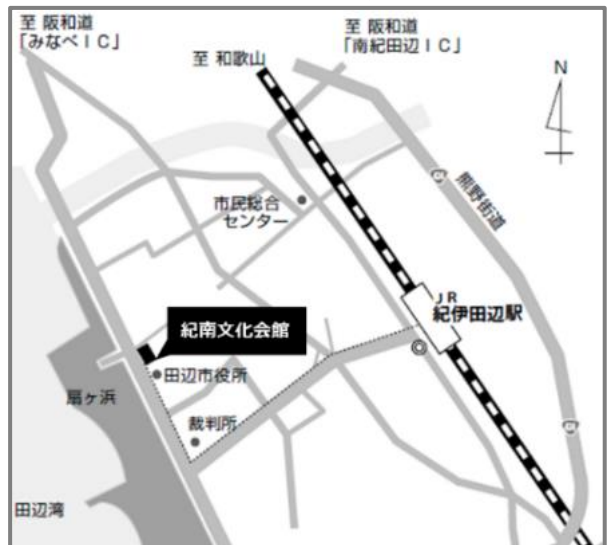 至 阪和道
「みなべＩＣ」
至 阪和道
「南紀田辺ＩＣ」
至 和歌山
N
市民総合
センター
熊野街道
ＪＲ
紀伊田辺駅
紀南文化会館
田辺市役所
扇ヶ浜
裁判所
田辺湾